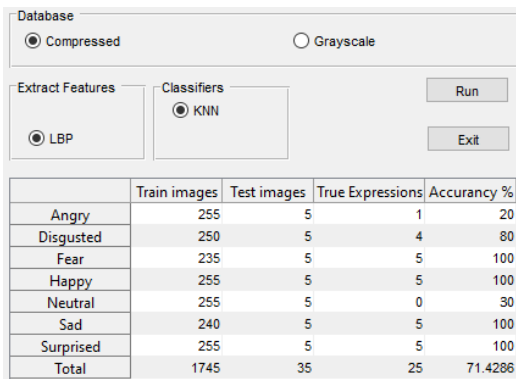 Database
Compressed Grayscale
Extract Features Classifiers
KNN Run
LBP Exit
Train images Test images True Expressions Accurancy %
Angry 255 5 1 20
Disgusted 250 5 4 80
Fear 235 5 5 100
Happy 255 5 5 100
Neutral 255 5 0 30
Sad 240 5 5 100
Surprised 255 5 5 100
Total 1745 35 25 71.4286